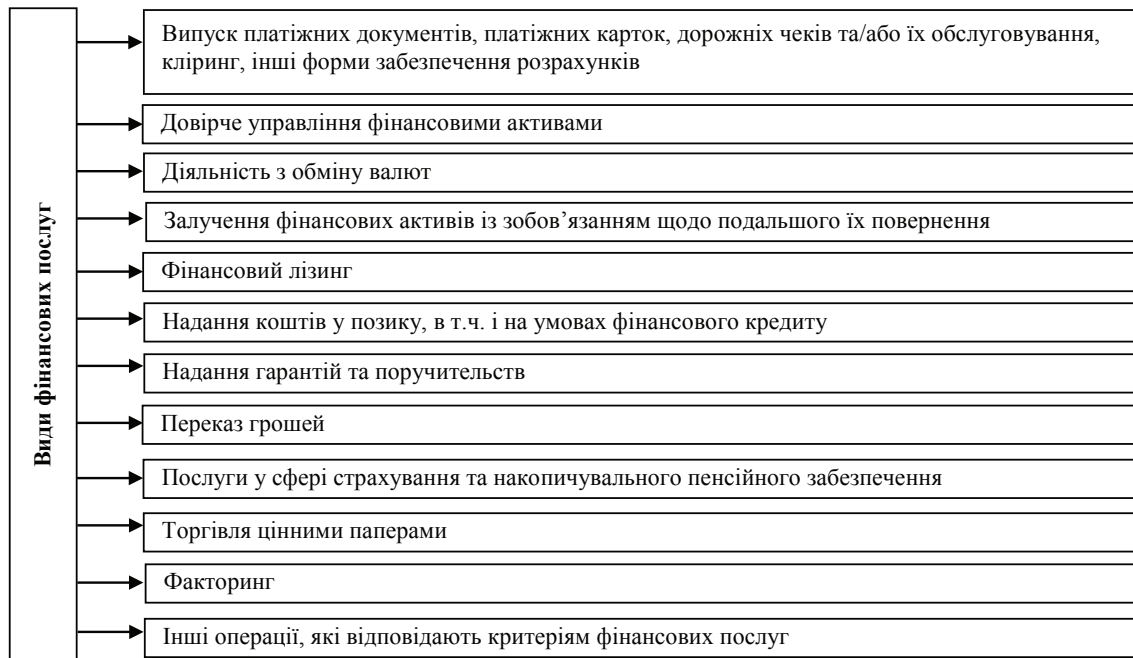 Види фінансових послуг
Випуск платіжних документів, платіжних карток, дорожніх чеків та/або їх обслуговування,
кліринг, інші форми забезпечення розрахунків
Довірче управління фінансовими активами
Діяльність з обміну валют
Залучення фінансових активів із зобов’язанням щодо подальшого їх повернення
Фінансовий лізинг
Надання коштів у позику, в т.ч. і на умовах фінансового кредиту
Надання гарантій та поручительств
Переказ грошей
Послуги у сфері страхування та накопичувального пенсійного забезпечення
Торгівля цінними паперами
Факторинг
Інші операції, які відповідають критеріям фінансових послуг